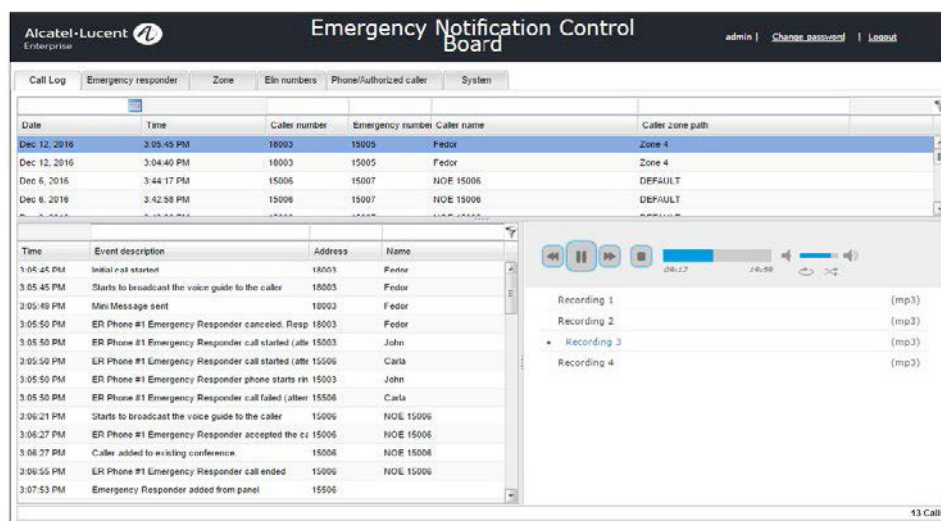 Alcatel·Lucent
Enterprise
Emergency Notification Control
Board
admin | Change password | Logout
Call Log Emergency responder Zone Elin numbers Phone/Authorized caller System
Date Time Caller number Emergency number Caller name Caller zone path
Dec 12, 2016 3:05:45 PM 18003 15005 Fedor Zone 4
Dec 12, 2016 3:04:40 PM 18003 15005 Fedor Zone 4
Dec 6, 2016 3:44:17 PM 15006 15007 NOE 15006 DEFAULT
Dec 6, 2016 3:42:58 PM 15006 15007 NOE 15006 DEFAULT
Time Event description Address Name
3:05:45 PM Initial call started 18003 Fedor
3:05:45 PM Starts to broadcast the voice guide to the caller 18003 Fedor
3:05:49 PM Mini Message sent 18003 Fedor
3:05:50 PM ER Phone #1 Emergency Responder canceled. Resp 18003 Fedor
3:05:50 PM ER Phone #1 Emergency Responder call started (atte 15003 John
3:05:50 PM ER Phone #1 Emergency Responder call started (atte 15506 Carla
3:05:50 PM ER Phone #1 Emergency Responder phone starts rin 15003 John
3:05:50 PM ER Phone #1 Emergency Responder call failed (attem 15506 Carla
3:06:21 PM Starts to broadcast the voice guide to the caller 15006 NOE 15006
3:06:27 PM ER Phone #1 Emergency Responder accepted the ca 15006 NOE 15006
3:06:27 PM Caller added to existing conference. 15006 NOE 15006
3:06:55 PM ER Phone #1 Emergency Responder call ended 15006 NOE 15006
3:07:53 PM Emergency Responder added from panel 15506
04:12 10:59
Recording 1 (mp3)
Recording 2 (mp3)
• Recording 3 (mp3)
Recording 4 (mp3)
13 Call